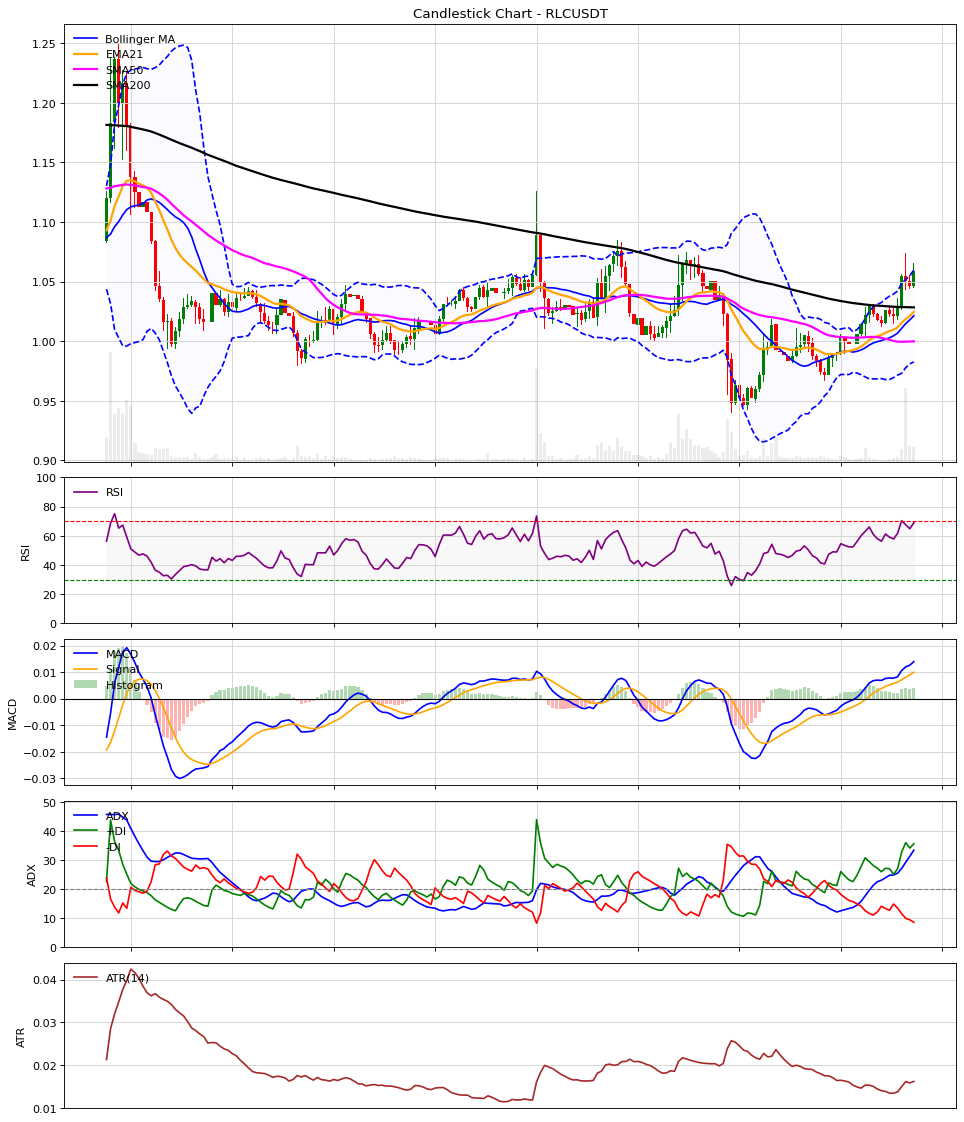 Candlestick Chart - RLCUSDT
1.25
1.20
1.15
1.10
1.05
1.00
0.95
0.90
Bollinger MA
EMA21
SMA50
SMA200
100
80
60
40
20
0
RSI
RSI
0.02
0.01
0.00
−0.01
−0.02
−0.03
MACD
MACD
Signal
Histogram
50
40
30
20
10
0
ADX
ADX
+DI
-DI
0.04
0.03
0.02
0.01
ATR
ATR(14)